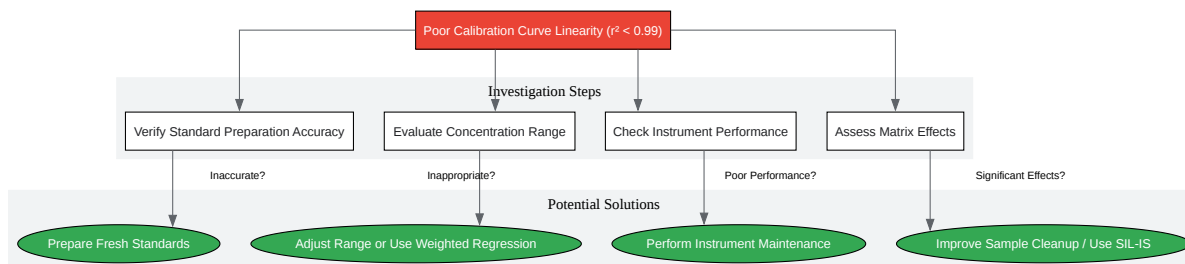 Poor Calibration Curve Linearity (r² < 0.99)
Investigation Steps
Verify Standard Preparation Accuracy
Evaluate Concentration Range
Check Instrument Performance
Assess Matrix Effects
Inaccurate?
Inappropriate?
Poor Performance?
Significant Effects?
Potential Solutions
Prepare Fresh Standards
Adjust Range or Use Weighted Regression
Perform Instrument Maintenance
Improve Sample Cleanup / Use SIL-IS